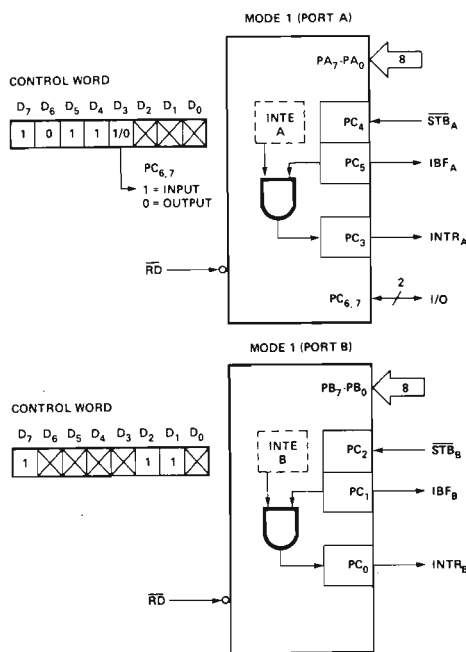 MODE 1 (PORT A)
PA7-PA0
8
CONTROL WORD
D7 D6 D5 D4 D3 D2 D1 D0
1 0 1 1 1/0
PC6,7
1 = INPUT
0 = OUTPUT
INTE
A
PC4
STBA
PC5
IBFA
PC3
INTRA
RD
PC6,7
2
I/O
MODE 1 (PORT B)
PB7-PB0
8
CONTROL WORD
D7 D6 D5 D4 D3 D2 D1 D0
1 1 1
INTE
B
PC2
STBB
PC1
IBFB
PC0
INTRB
RD